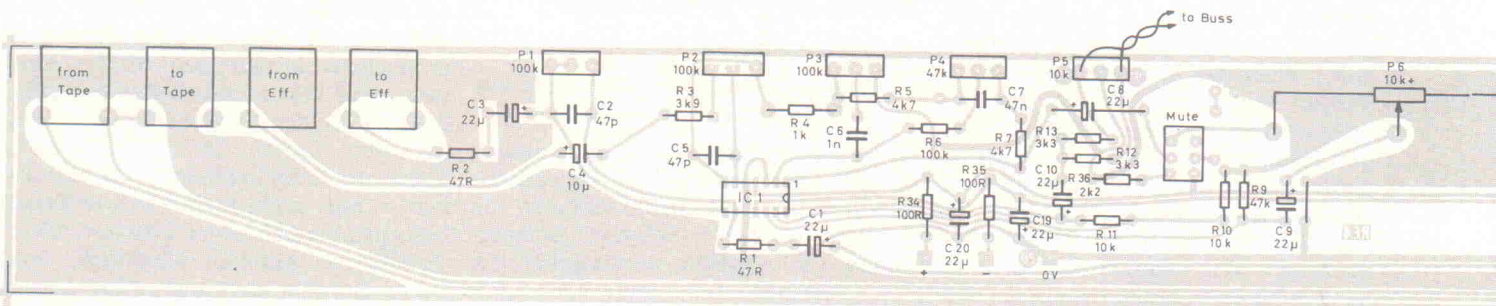 to Buss
from
Tape
to
Tape
from
Eff.
to
Eff.
P1
100k
P2
100k
P3
100k
P4
47k
P5
10k
P6
10k+
C3
22µ
C2
47p
R3
3k9
R4
1k
R5
4k7
C6
1n
C7
47n
R6
100k
R7
4k7
C8
22µ
R13
3k3
R12
3k3
Mute
R2
47R
C4
10µ
C5
47p
IC1
1
R35
100R
R34
100R
C10
22µ
R36
2k2
R9
47k
R10
10k
C9
22µ
R1
47R
C1
22µ
C20
22µ
C19
22µ
R11
10k
+
−
0V